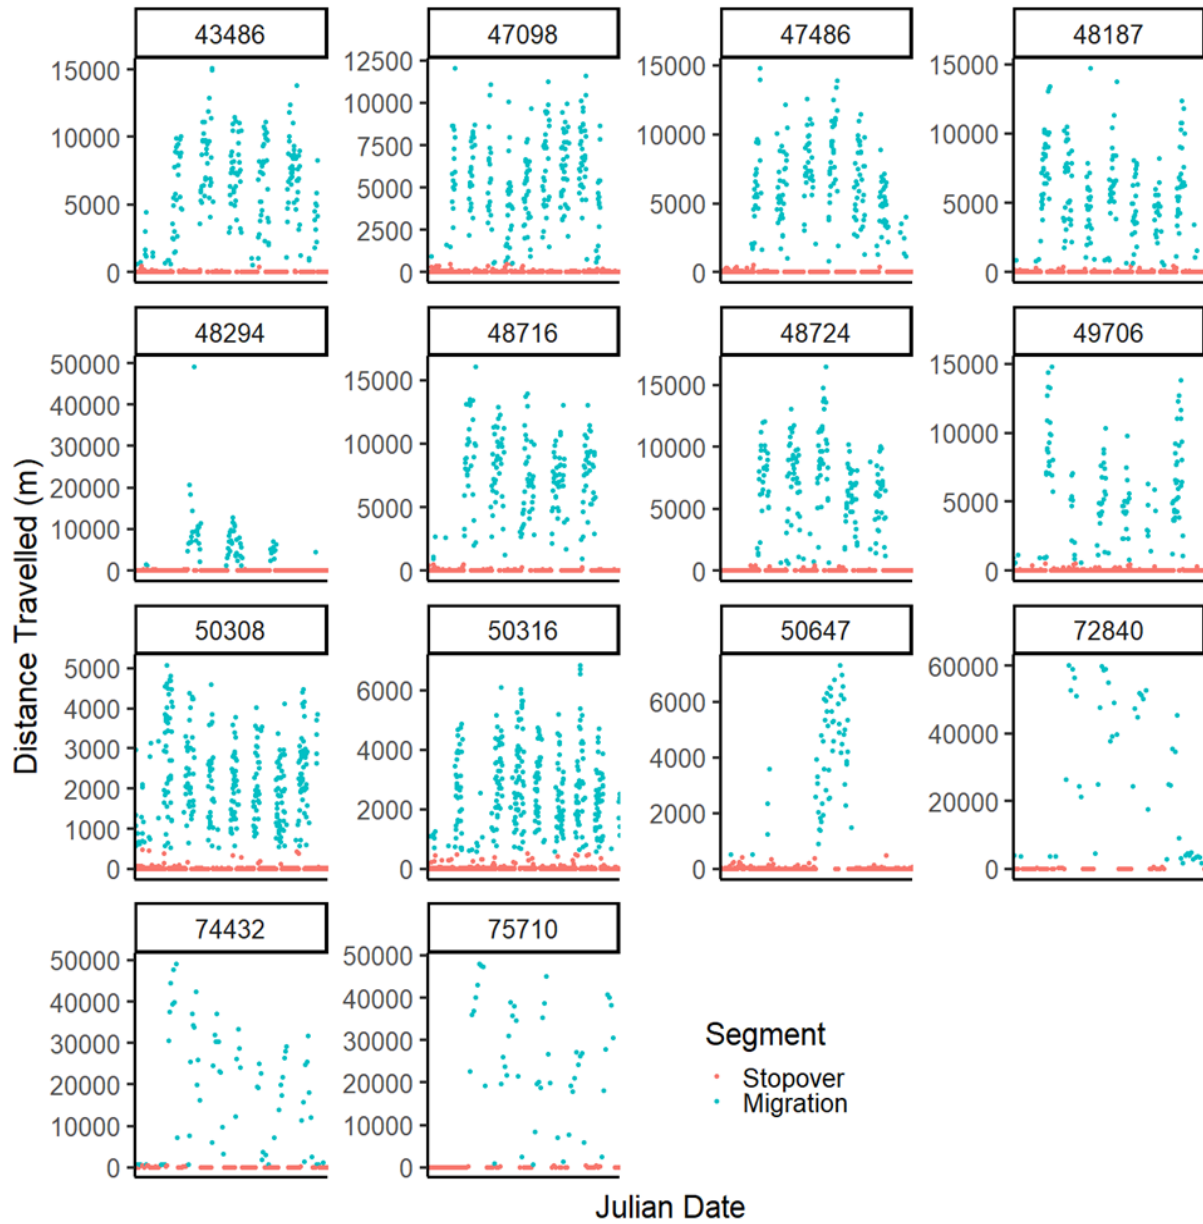 43486 47098 47486 48187
15000 12500 15000 15000
10000 10000 10000 10000
7500
5000 5000 5000 5000
2500
0 0 0 0
48294 48716 48724 49706
50000 15000 15000 15000
40000
30000 10000 10000 10000
20000
5000 5000 5000
10000
0 0 0 0
Distance Travelled (m)
50308 50316 50647 72840
5000 6000 6000 60000
4000
3000 4000 4000 40000
2000 2000 2000 20000
1000
0 0 0 0
74432 75710
50000 50000
40000 40000
30000 30000
20000 20000
10000 10000
0 0
Segment
Stopover
Migration
Julian Date